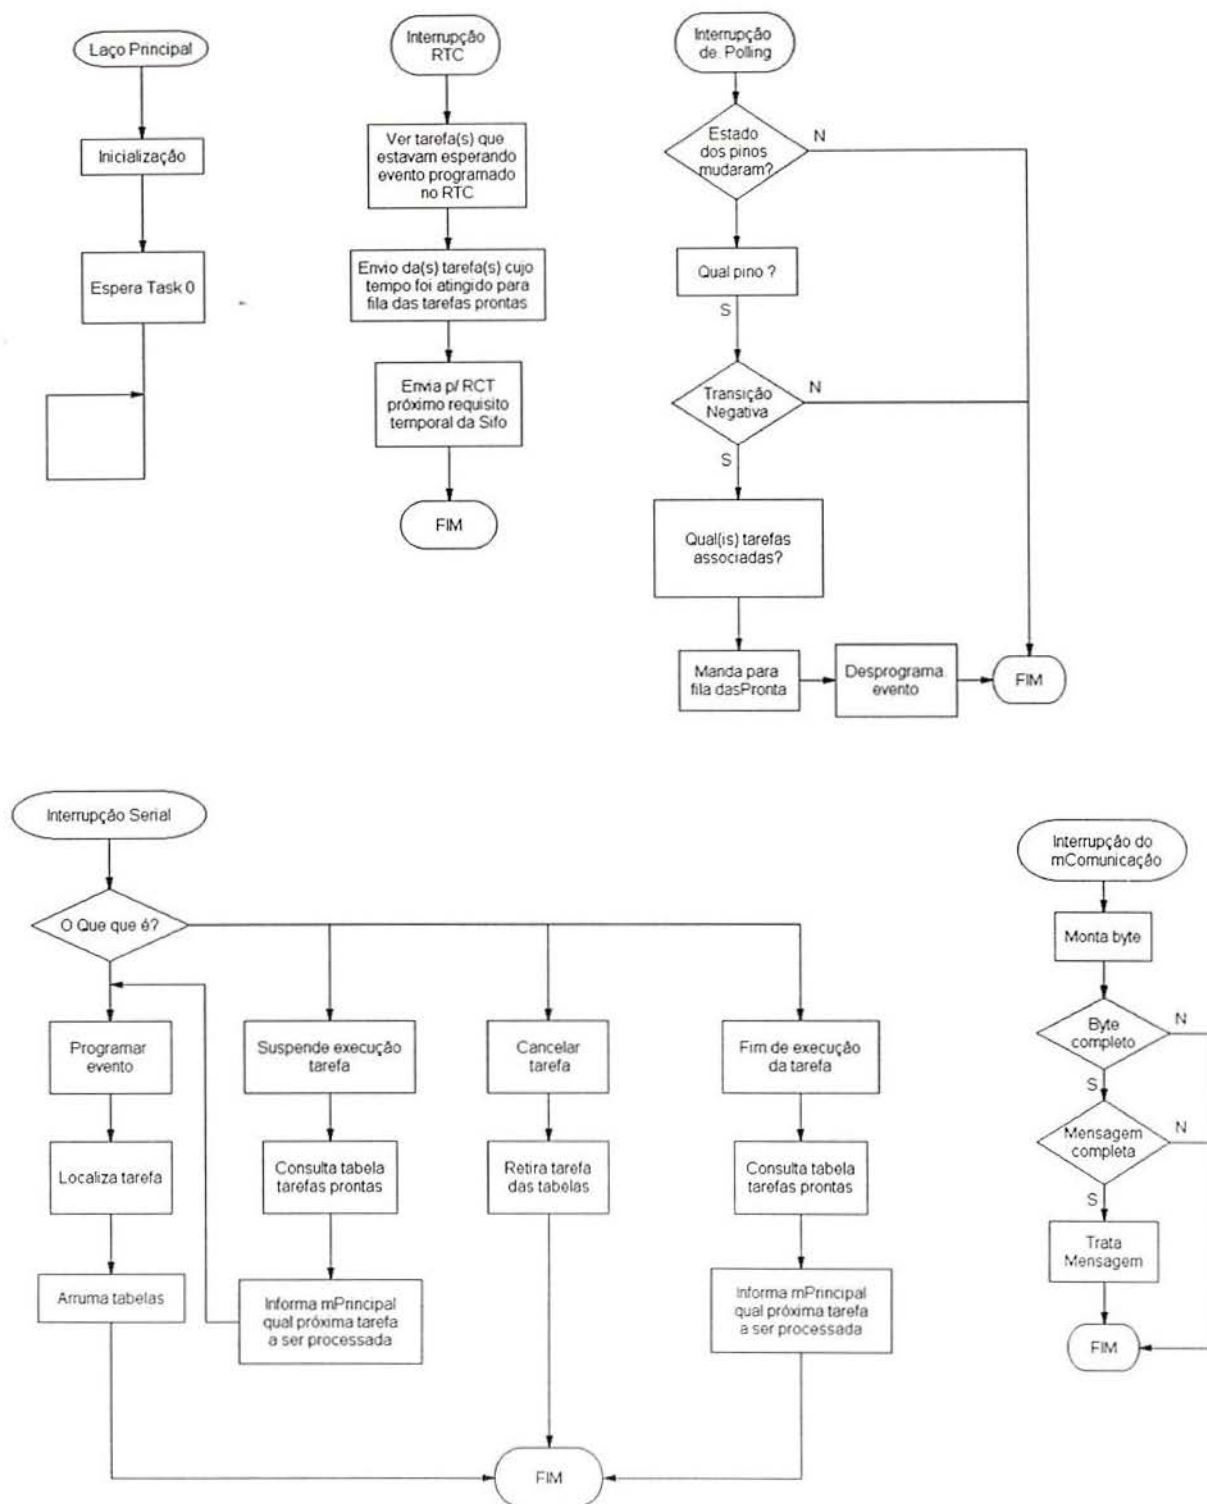 Laço Principal
Inicialização
Espera Task 0
Interrupção
RTC
Ver tarefa(s) que
estavam esperando
evento programado
no RTC
Envio da(s) tarefa(s) cujo
tempo foi atingido para
fila das tarefas prontas
Envia p/ RCT
próximo requisito
temporal da Sifo
FIM
Interrupção
de. Polling
Estado
dos pinos
mudaram?
N
Qual pino ?
S
Transição
Negativa
N
S
Qual(is) tarefas
associadas?
Manda para
fila dasPronta
Desprograma.
evento
FIM
Interrupção Serial
O Que que é?
Programar
evento
Localiza tarefa
Arruma tabelas
Suspende execução
tarefa
Consulta tabela
tarefas prontas
Informa mPrincipal
qual próxima tarefa
a ser processada
Cancelar
tarefa
Retira tarefa
das tabelas
Fim de execução
da tarefa
Consulta tabela
tarefas prontas
Informa mPrincipal
qual próxima tarefa
a ser processada
FIM
Interrupção do
mComunicação
Monta byte
Byte
completo
N
S
Mensagem
completa
N
S
Trata
Mensagem
FIM